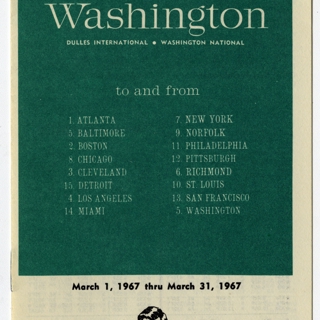 Washington
DULLES INTERNATIONAL • WASHINGTON NATIONAL
to and from
1. ATLANTA
5. BALTIMORE
2. BOSTON
8. CHICAGO
3. CLEVELAND
15. DETROIT
4. LOS ANGELES
14. MIAMI
7. NEW YORK
9. NORFOLK
11. PHILADELPHIA
12. PITTSBURGH
6. RICHMOND
10. ST. LOUIS
13. SAN FRANCISCO
5. WASHINGTON
March 1, 1967 thru March 31, 1967